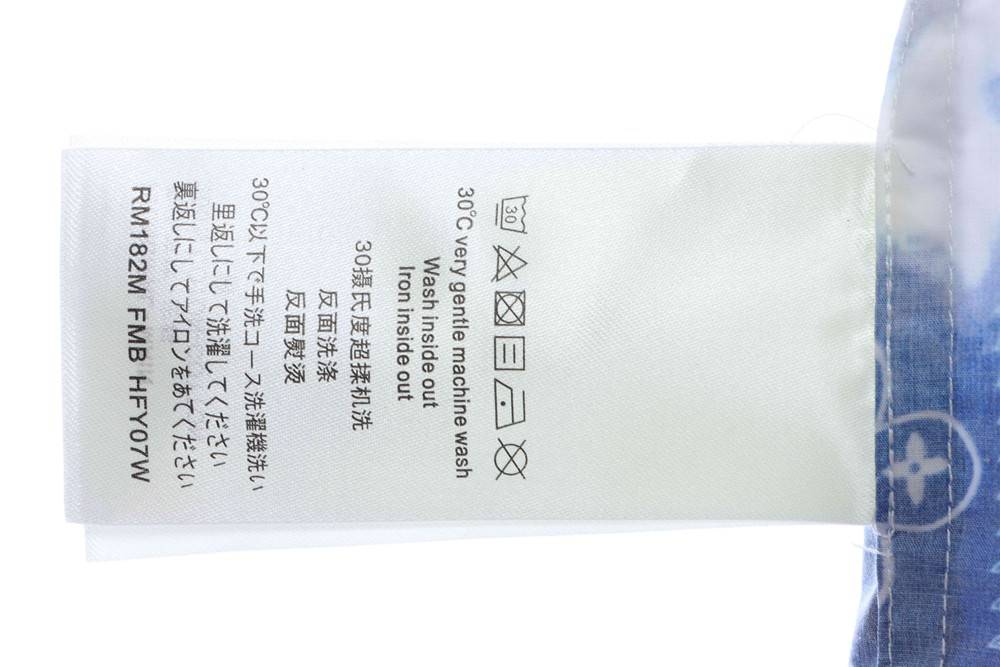 30
30℃ very gentle machine wash
Wash inside out
Iron inside out
30摄氏度超揉机洗
反面洗涤
反面熨烫
30℃以下で手洗コース洗濯機洗い
里返しにして洗濯してください
裏返しにしてアイロンをあてください
RM182M FMB HFY07W